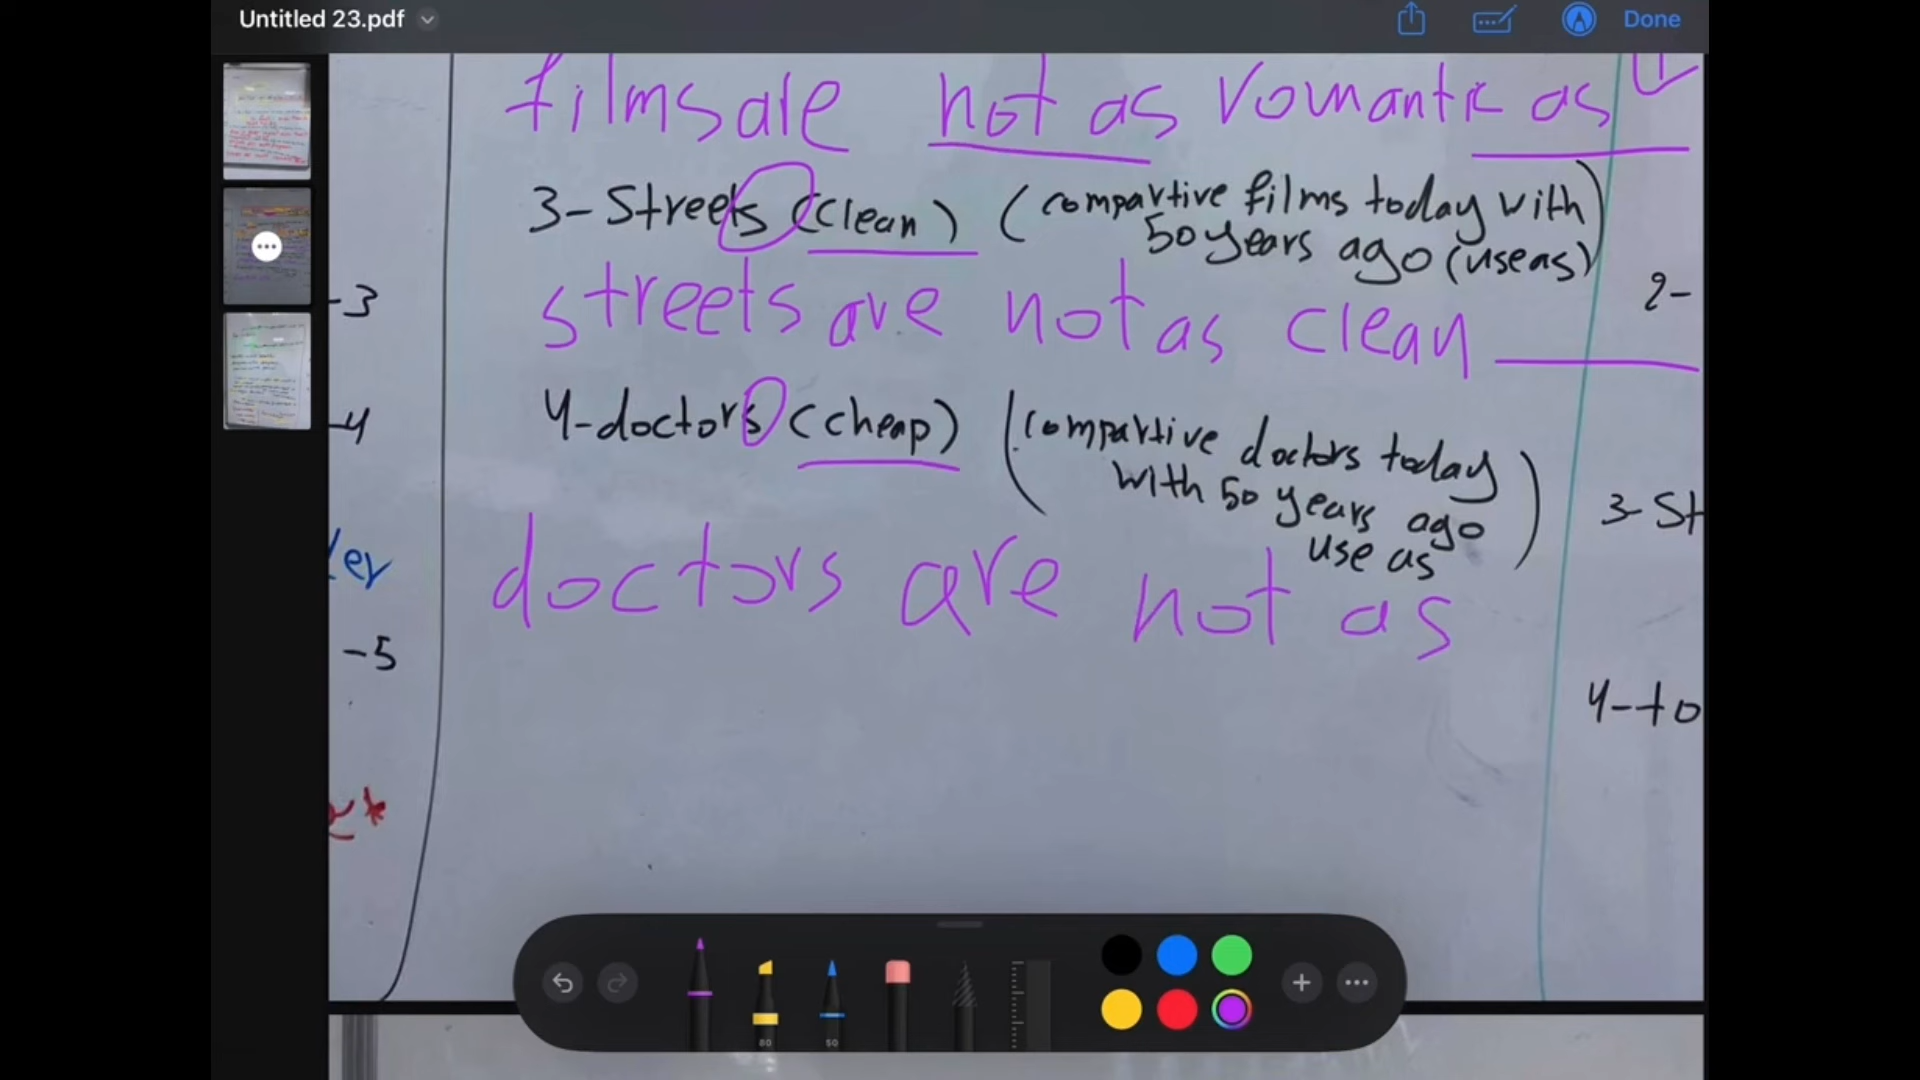 Untitled 23.pdf
Done
films are not as romantic as
3- Streets (clean) (compartive films today with
50 years ago (use as)
streets are not as clean
4- doctors (cheap) (compartive doctors today
with 50 years ago
use as
doctors are not as
-3
-4
-5
2-
3- St
4- to
80
50